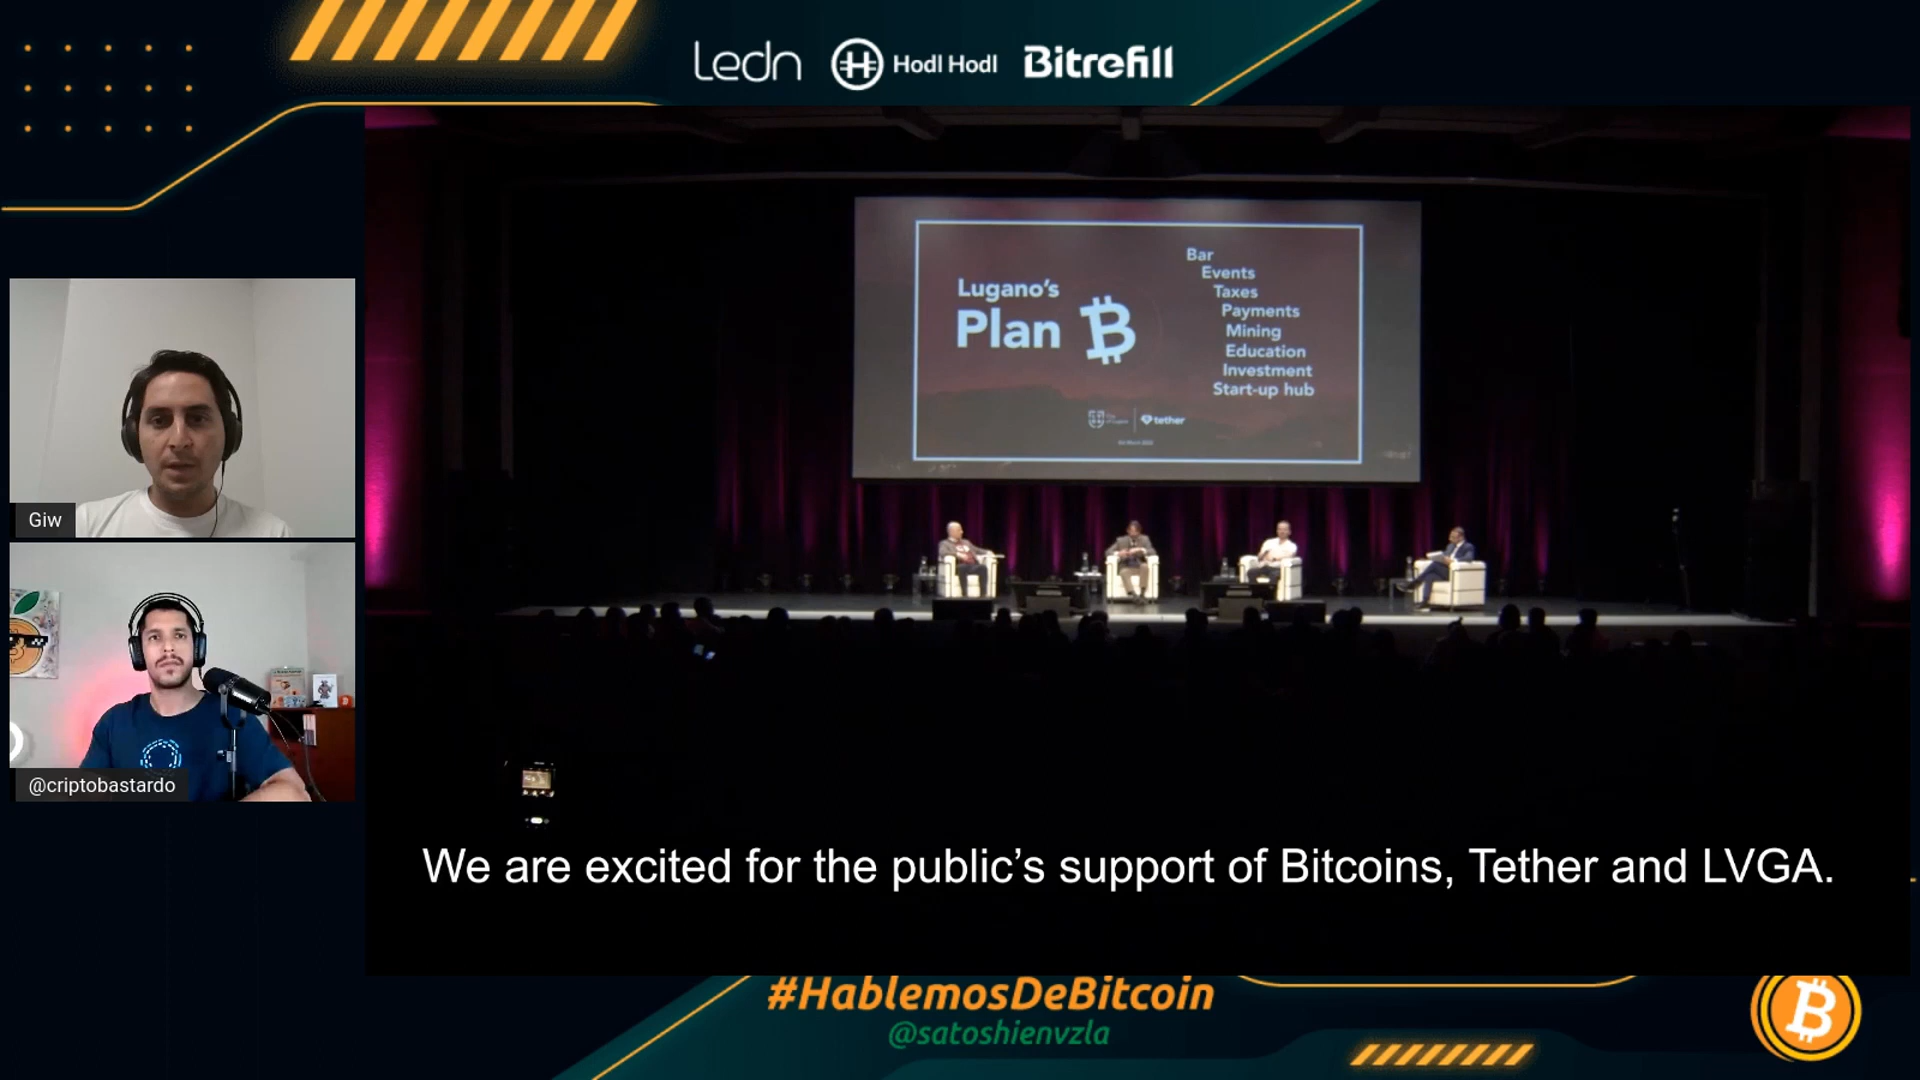 ledn
Hodl Hodl
Bitrefill
Lugano's
Plan ₿
Bar
Events
Taxes
Payments
Mining
Education
Investment
Start-up hub
tether
Giw
@criptobastardo
We are excited for the public's support of Bitcoins, Tether and LVGA.
#HablemosDeBitcoin
@satoshienvzla